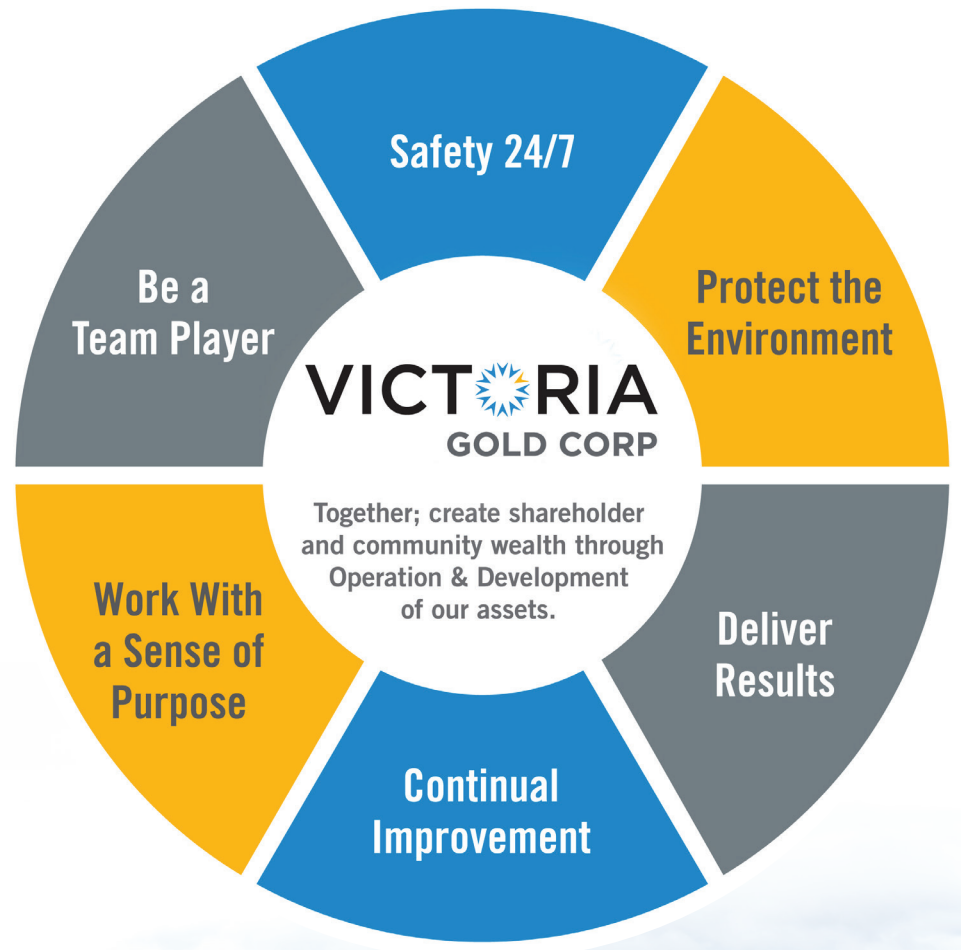 Safety 24/7
Protect the
Environment
Deliver
Results
Continual
Improvement
Work With
a Sense of
Purpose
Be a
Team Player
VICTORIA
GOLD CORP
Together; create shareholder
and community wealth through
Operation & Development
of our assets.